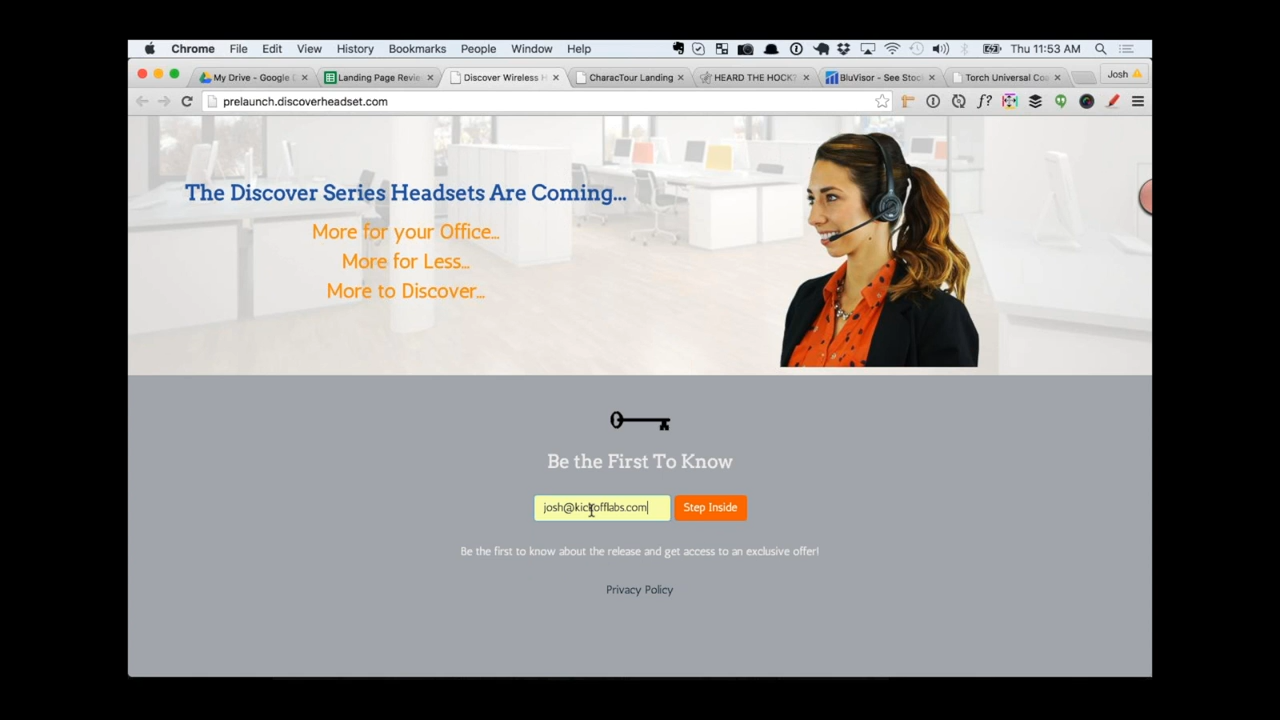 Chrome File Edit View History Bookmarks People Window Help Thu 11:53 AM
My Drive - Google D
Landing Page Revie
Discover Wireless H
CharacTour Landing
HEARD THE HOCK
BluVisor - See Stoc
Torch Universal Co
Josh
prelaunch.discoverheadset.com
f?
The Discover Series Headsets Are Coming...
More for your Office...
More for Less...
More to Discover...
Be the First To Know
josh@kickofflabs.com
Step Inside
Be the first to know about the release and get access to an exclusive offer!
Privacy Policy